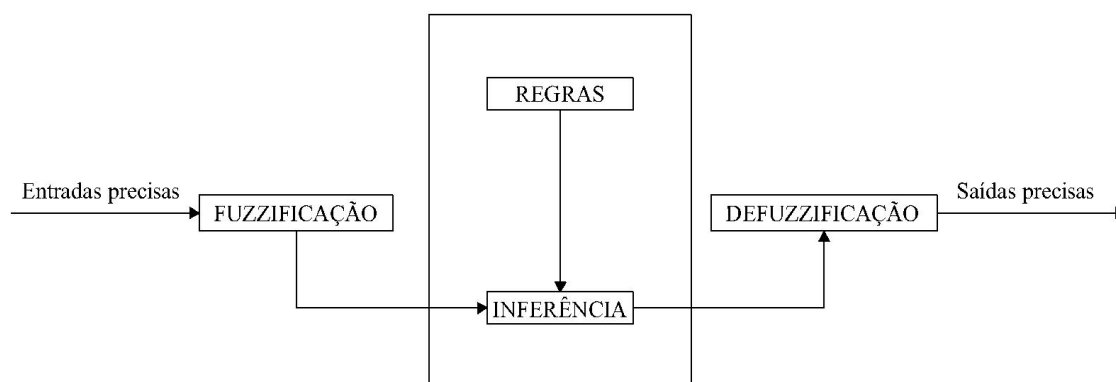 REGRAS
Entradas precisas
FUZZIFICAÇÃO
DEFUZZIFICAÇÃO
Saídas precisas
INFERÊNCIA